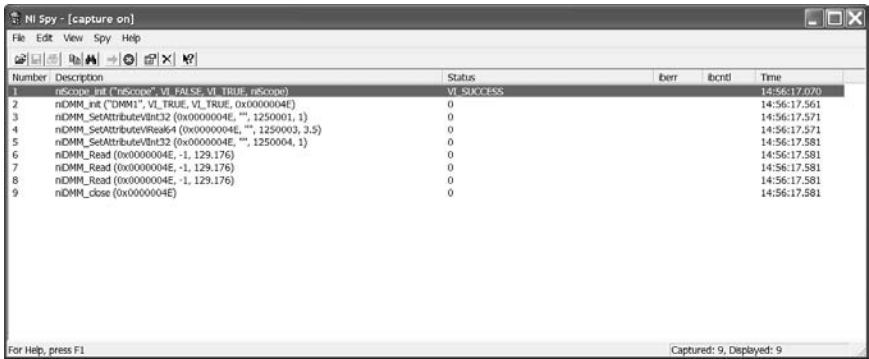 NI Spy - [capture on]
File Edit View Spy Help
Number Description Status iberr ibcntl Time
1 niScope_init ("niScope", VI_FALSE, VI_TRUE, niScope) VI_SUCCESS 14:56:17.070
2 niDMM_init ("DMM1", VI_TRUE, VI_TRUE, 0x0000004E) 0 14:56:17.561
3 niDMM_SetAttributeViInt32 (0x0000004E, "", 1250001, 1) 0 14:56:17.571
4 niDMM_SetAttributeViReal64 (0x0000004E, "", 1250003, 3.5) 0 14:56:17.571
5 niDMM_SetAttributeViInt32 (0x0000004E, "", 1250004, 1) 0 14:56:17.581
6 niDMM_Read (0x0000004E, -1, 129.176) 0 14:56:17.581
7 niDMM_Read (0x0000004E, -1, 129.176) 0 14:56:17.581
8 niDMM_Read (0x0000004E, -1, 129.176) 0 14:56:17.581
9 niDMM_close (0x0000004E) 0 14:56:17.581
For Help, press F1 Captured: 9, Displayed: 9